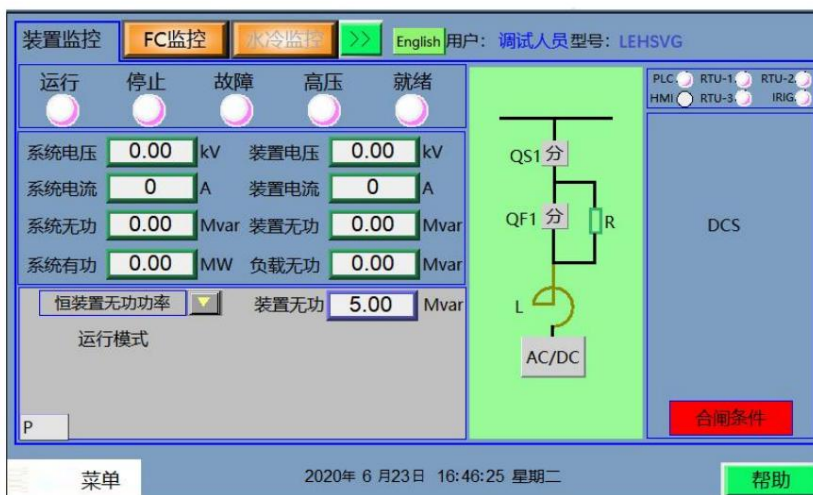 装置监控 FC监控 水冷监控 >> English 用户: 调试人员 型号: LEHSVG
运行 停止 故障 高压 就绪
PLC RTU-1 RTU-2
HMI RTU-3 IRIG
系统电压 0.00 kV 装置电压 0.00 kV
系统电流 0 A 装置电流 0 A
系统无功 0.00 Mvar 装置无功 0.00 Mvar
系统有功 0.00 MW 负载无功 0.00 Mvar
QS1 分
QF1 分 R
L
AC/DC
DCS
恒装置无功功率 装置无功 5.00 Mvar
运行模式
P
合闸条件
菜单 2020年 6月23日 16:46:25 星期二 帮助